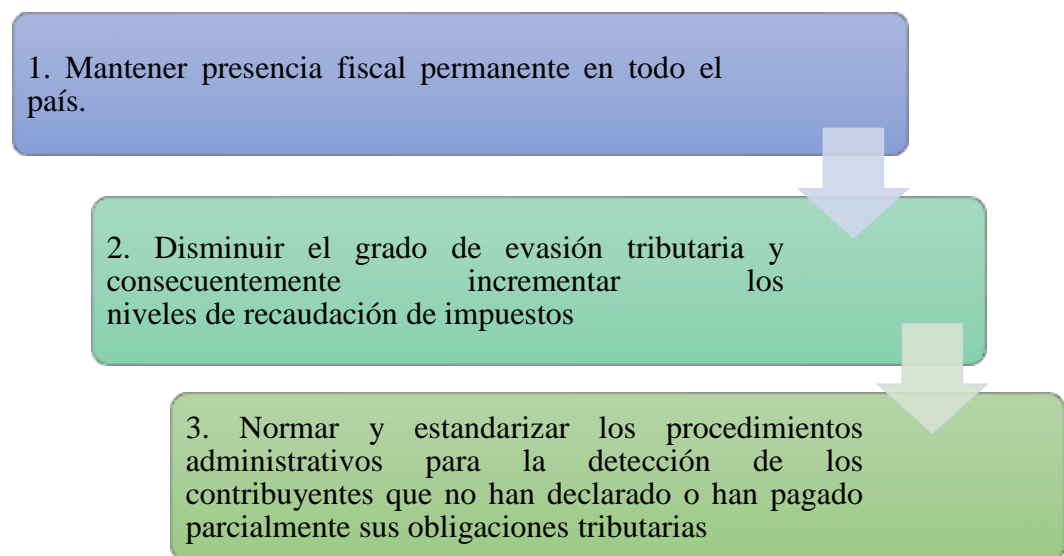 1. Mantener presencia fiscal permanente en todo el
país.
2. Disminuir el grado de evasión tributaria y
consecuentemente incrementar los
niveles de recaudación de impuestos
3. Normar y estandarizar los procedimientos
administrativos para la detección de los
contribuyentes que no han declarado o han pagado
parcialmente sus obligaciones tributarias